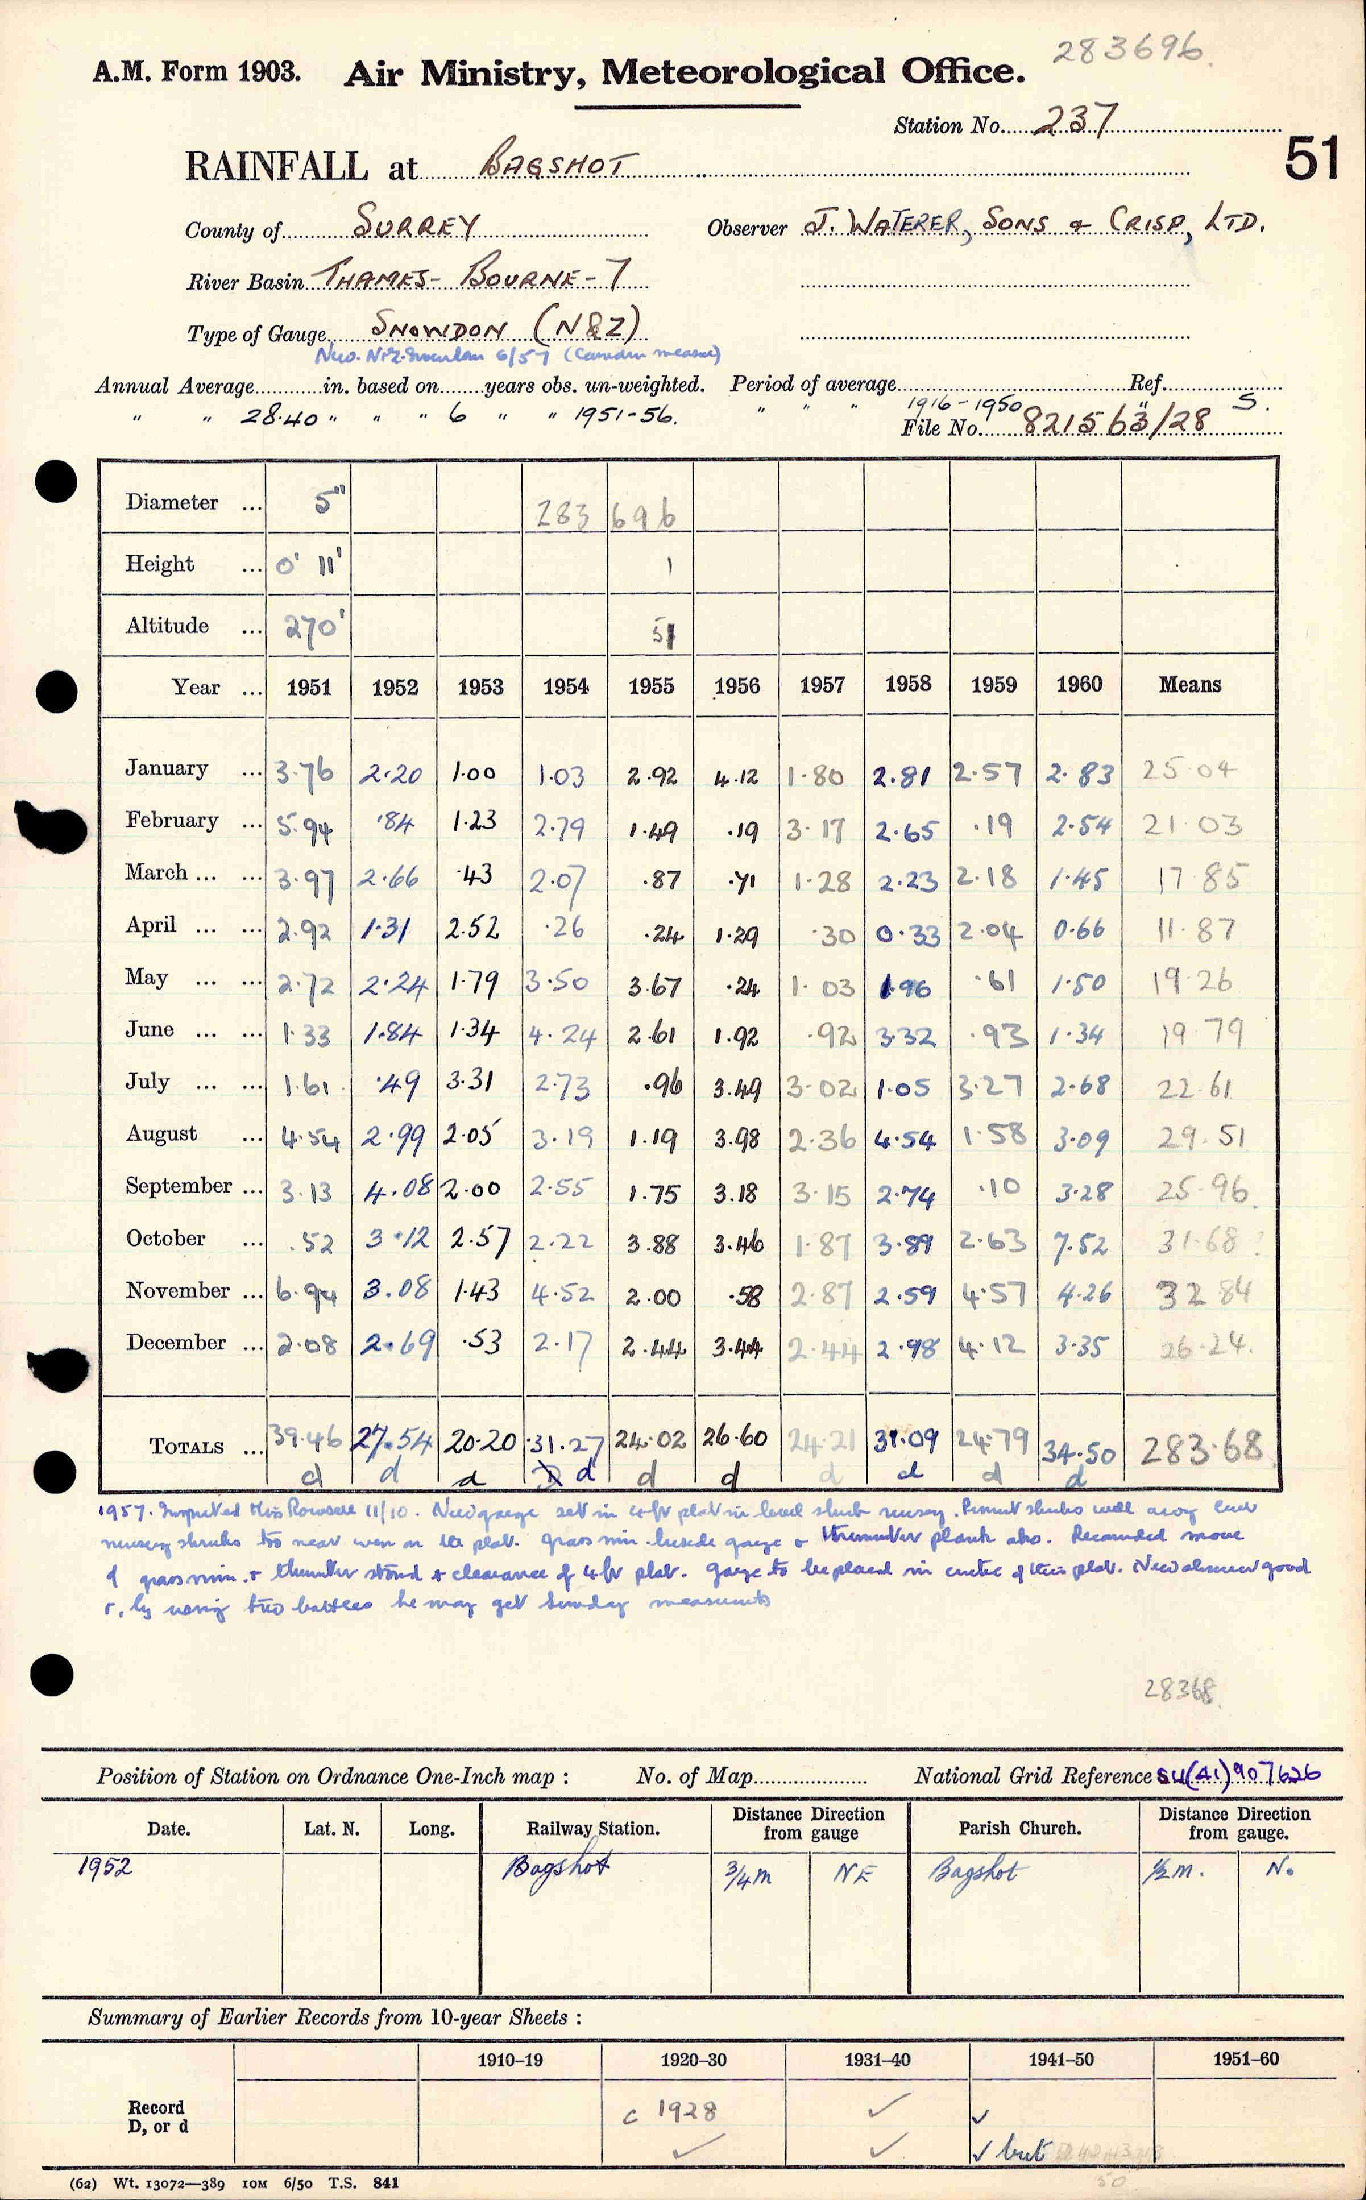 283696.
A.M. Form 1903. Air Ministry, Meteorological Office.
Station No. 237
51
RAINFALL at BAGSHOT
County of SURREY Observer J. WATERER, SONS & CRISP, LTD.
River Basin THAMES - BOURNE - 7
Type of Gauge SNOWDON (N&Z)
6/57 (Camden measure)
Annual Average in. based on years obs. un-weighted. Period of average Ref.
" " 28.40 " " " 6 " " 1951-56. " " " 1916-1950 " S.
File No. 821563/28
Diameter ... 5" 283 696
Height ... 0' 11' 1
Altitude ... 270' 51
Year ... 1951 1952 1953 1954 1955 1956 1957 1958 1959 1960 Means
January ... 3.76 2.20 1.00 1.03 2.92 4.12 1.80 2.81 2.57 2.83 25.04
February ... 5.94 .84 1.23 2.79 1.49 .19 3.17 2.65 .19 2.54 21.03
March ... ... 3.97 2.66 .43 2.07 .87 .71 1.28 2.23 2.18 1.45 17.85
April ... ... 2.92 1.31 2.52 .26 .24 1.29 .30 0.33 2.04 0.66 11.87
May ... ... 2.72 2.24 1.79 3.50 3.67 .24 1.03 1.96 .61 1.50 19.26
June ... ... 1.33 1.84 1.34 4.24 2.61 1.92 .92 3.32 .93 1.34 19.79
July ... ... 1.61 .49 3.31 2.73 .96 3.49 3.02 1.05 3.27 2.68 22.61
August ... 4.54 2.99 2.05 3.19 1.19 3.98 2.36 4.54 1.58 3.09 29.51
September ... 3.13 4.08 2.00 2.55 1.75 3.18 3.15 2.74 .10 3.28 25.96
October ... .52 3.12 2.57 2.22 3.88 3.46 1.87 3.89 2.63 7.52 31.68
November ... 6.94 3.08 1.43 4.52 2.00 .58 2.87 2.59 4.57 4.26 32 84
December ... 2.08 2.69 .53 2.17 2.44 3.44 2.44 2.98 4.12 3.35 26.24.
TOTALS ... 39.46 27.54 20.20 31.27 24.02 26.60 24.21 31.09 24.79 34.50 283.68
d d d D d d d d d d d
1957. Inspected Miss Rowsell 11/10. New gauge set in 4 ft plot in level shrub nursery. Present shrubs well away
nursery shrubs too near on plot. Grass min. beside gauge & thermometer plank also. Recommended move
of grass min. & stand & clearance of 4 ft plot. Gauge to be placed in centre of this plot. New observer good
&, by using two bottles he may get Sunday measurements
28368.
Position of Station on Ordnance One-Inch map : No. of Map National Grid Reference SU(41)907626
Date. Lat. N. Long. Railway Station. Distance from gauge Direction Parish Church. Distance from gauge. Direction
1952 Bagshot 3/4 m NE Bagshot 1/2 m. N.
Summary of Earlier Records from 10-year Sheets :
1910–19 1920–30 1931–40 1941–50 1951–60
Record D, or d
c 1928 ✓ ✓
✓ ✓ ✓ but
50
(62) Wt. 13072—389 10M 6/50 T.S. 841